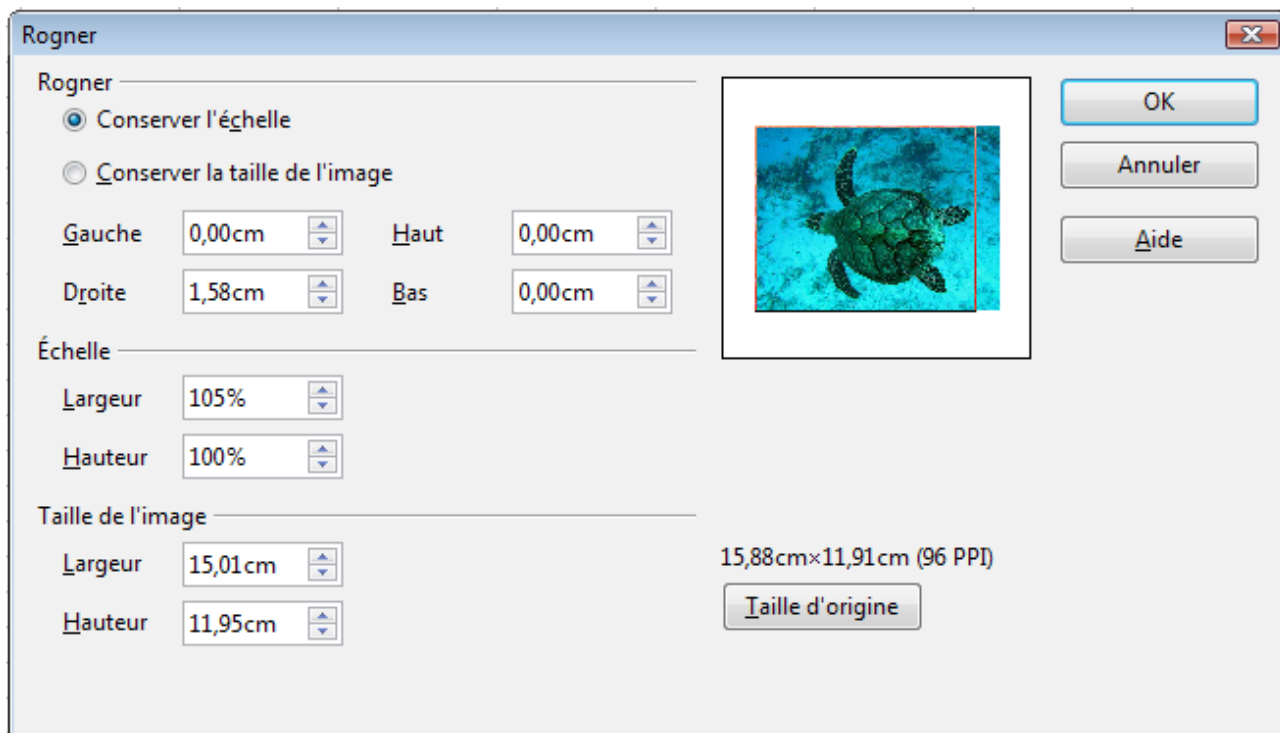 Rogner
Rogner
Conserver l'échelle
Conserver la taille de l'image
Gauche 0,00cm Haut 0,00cm
Droite 1,58cm Bas 0,00cm
Échelle
Largeur 105%
Hauteur 100%
Taille de l'image
Largeur 15,01cm
Hauteur 11,95cm
15,88cm×11,91cm (96 PPI)
Taille d'origine
OK
Annuler
Aide